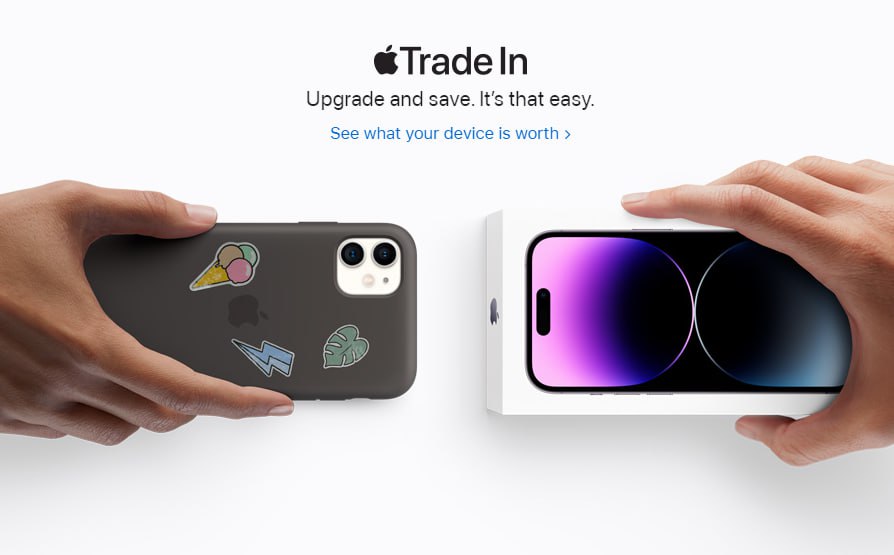 Trade In
Upgrade and save. It’s that easy.
See what your device is worth >